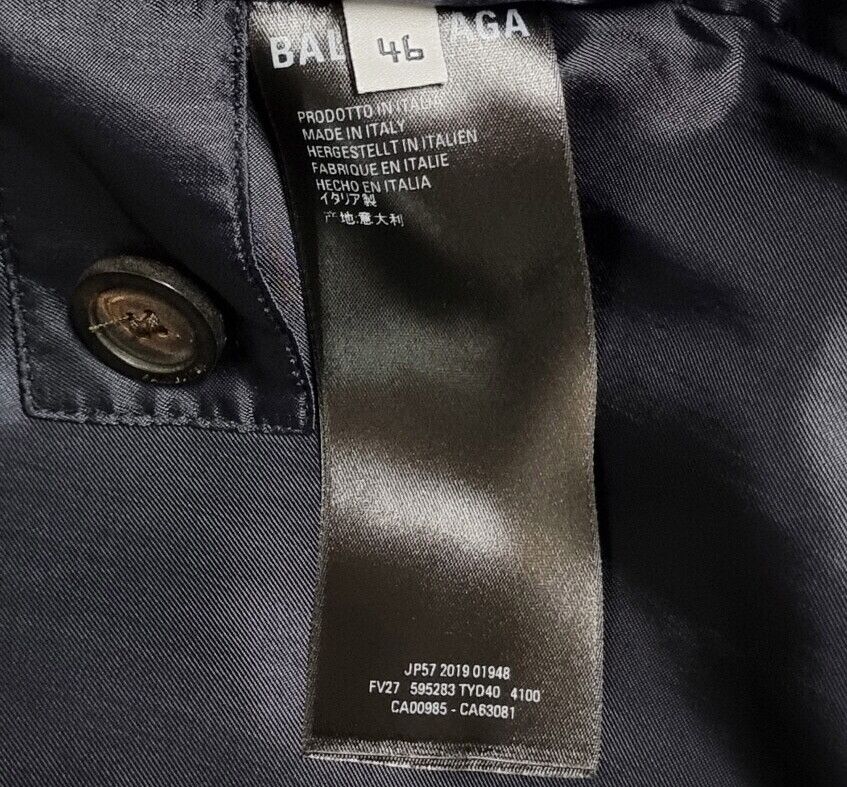 BAL AGA
46
PRODOTTO IN ITALIA
MADE IN ITALY
HERGESTELLT IN ITALIEN
FABRIQUE EN ITALIE
HECHO EN ITALIA
イタリア製
产地:意大利
JP57 2019 01948
FV27 595283 TYD40 4100
CA00985 - CA63081